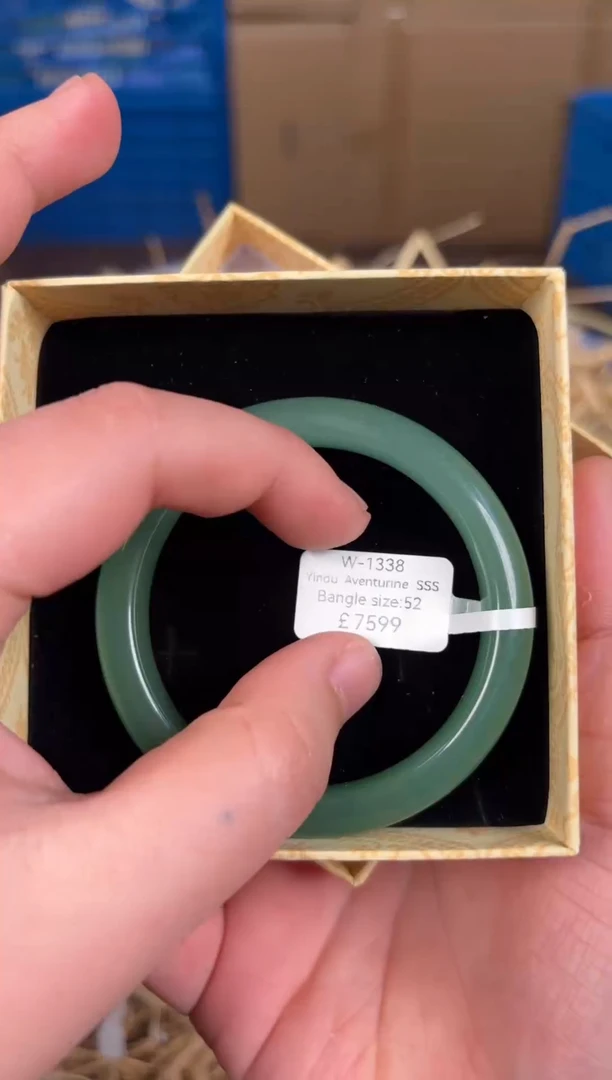 W-1338
Yindu Aventurine SSS
Bangle size:52
£7599